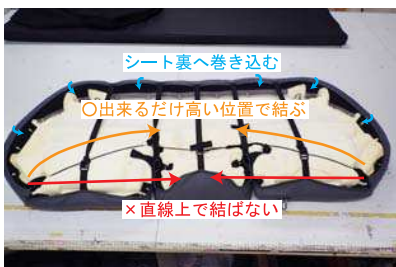 シート裏へ巻き込む
○出来るだけ高い位置で結ぶ
×直線上で結ばない